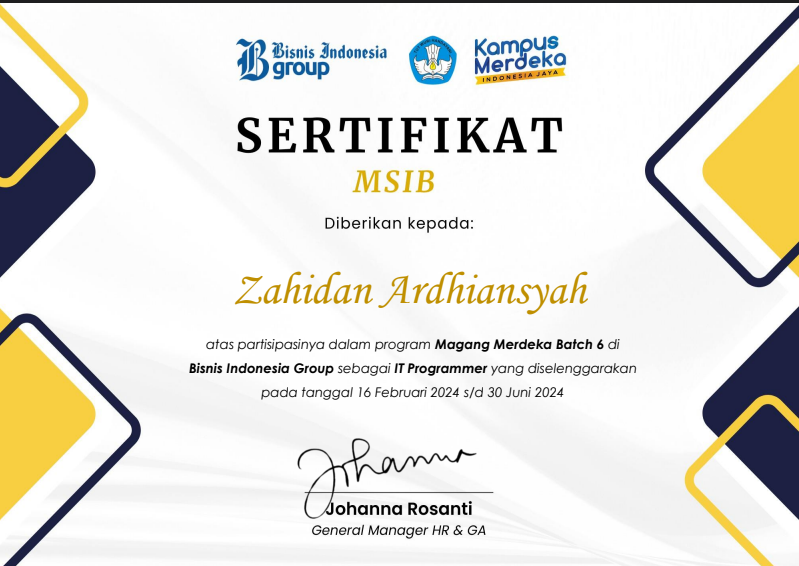 Bisnis Indonesia
group
Kampus
Merdeka
INDONESIA JAYA
SERTIFIKAT
MSIB
Diberikan kepada:
Zahidan Ardhiansyah
atas partisipasinya dalam program Magang Merdeka Batch 6 di
Bisnis Indonesia Group sebagai IT Programmer yang diselenggarakan
pada tanggal 16 Februari 2024 s/d 30 Juni 2024
Johanna
Johanna Rosanti
General Manager HR & GA